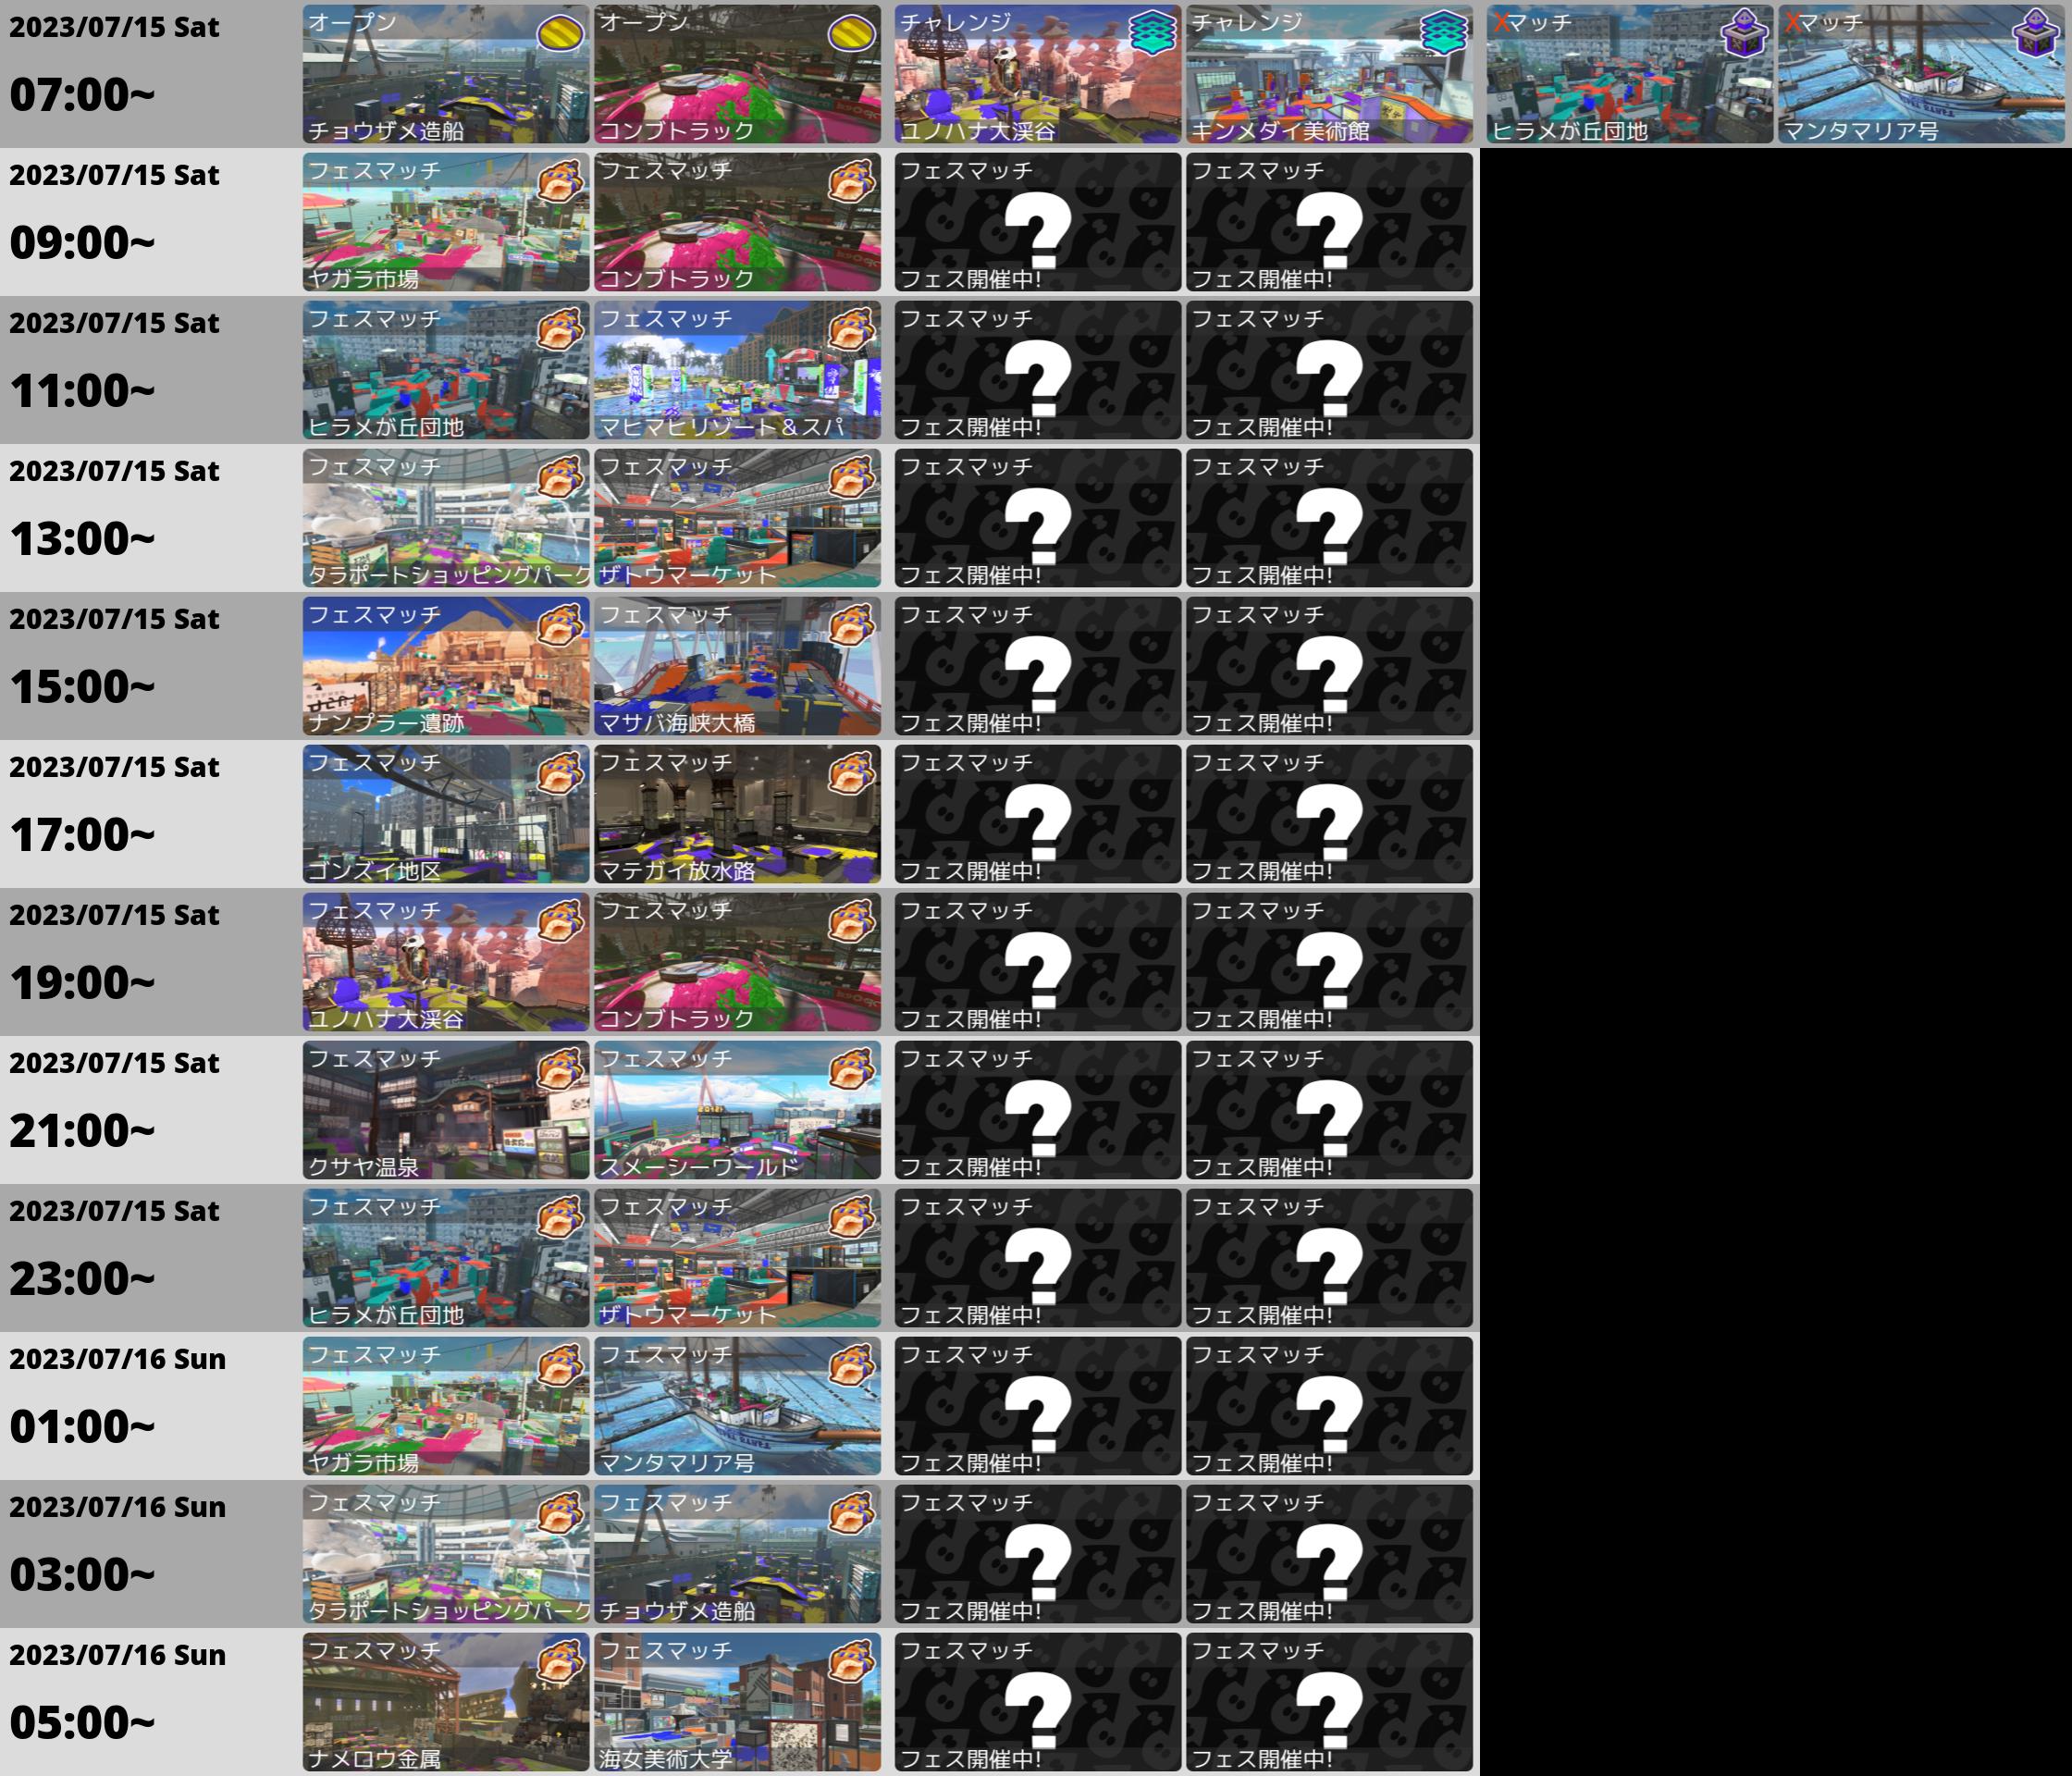 2023/07/15 Sat
07:00~
オープン
チョウザメ造船
オープン
コンブトラック
チャレンジ
ユノハナ大渓谷
チャレンジ
キンメダイ美術館
Xマッチ
ヒラメが丘団地
Xマッチ
マンタマリア号
2023/07/15 Sat
09:00~
フェスマッチ
ヤガラ市場
フェスマッチ
コンブトラック
フェスマッチ
?
フェス開催中!
フェスマッチ
?
フェス開催中!
2023/07/15 Sat
11:00~
フェスマッチ
ヒラメが丘団地
フェスマッチ
マヒマヒリゾート&スパ
フェスマッチ
?
フェス開催中!
フェスマッチ
?
フェス開催中!
2023/07/15 Sat
13:00~
フェスマッチ
タラポートショッピングパーク
フェスマッチ
ザトウマーケット
フェスマッチ
?
フェス開催中!
フェスマッチ
?
フェス開催中!
2023/07/15 Sat
15:00~
フェスマッチ
ナンプラー遺跡
フェスマッチ
マサバ海峡大橋
フェスマッチ
?
フェス開催中!
フェスマッチ
?
フェス開催中!
2023/07/15 Sat
17:00~
フェスマッチ
ゴンズイ地区
フェスマッチ
マテガイ放水路
フェスマッチ
?
フェス開催中!
フェスマッチ
?
フェス開催中!
2023/07/15 Sat
19:00~
フェスマッチ
ユノハナ大渓谷
フェスマッチ
コンブトラック
フェスマッチ
?
フェス開催中!
フェスマッチ
?
フェス開催中!
2023/07/15 Sat
21:00~
フェスマッチ
クサヤ温泉
フェスマッチ
スメーシーワールド
フェスマッチ
?
フェス開催中!
フェスマッチ
?
フェス開催中!
2023/07/15 Sat
23:00~
フェスマッチ
ヒラメが丘団地
フェスマッチ
ザトウマーケット
フェスマッチ
?
フェス開催中!
フェスマッチ
?
フェス開催中!
2023/07/16 Sun
01:00~
フェスマッチ
ヤガラ市場
フェスマッチ
マンタマリア号
フェスマッチ
?
フェス開催中!
フェスマッチ
?
フェス開催中!
2023/07/16 Sun
03:00~
フェスマッチ
タラポートショッピングパーク
フェスマッチ
チョウザメ造船
フェスマッチ
?
フェス開催中!
フェスマッチ
?
フェス開催中!
2023/07/16 Sun
05:00~
フェスマッチ
ナメロウ金属
フェスマッチ
海女美術大学
フェスマッチ
?
フェス開催中!
フェスマッチ
?
フェス開催中!